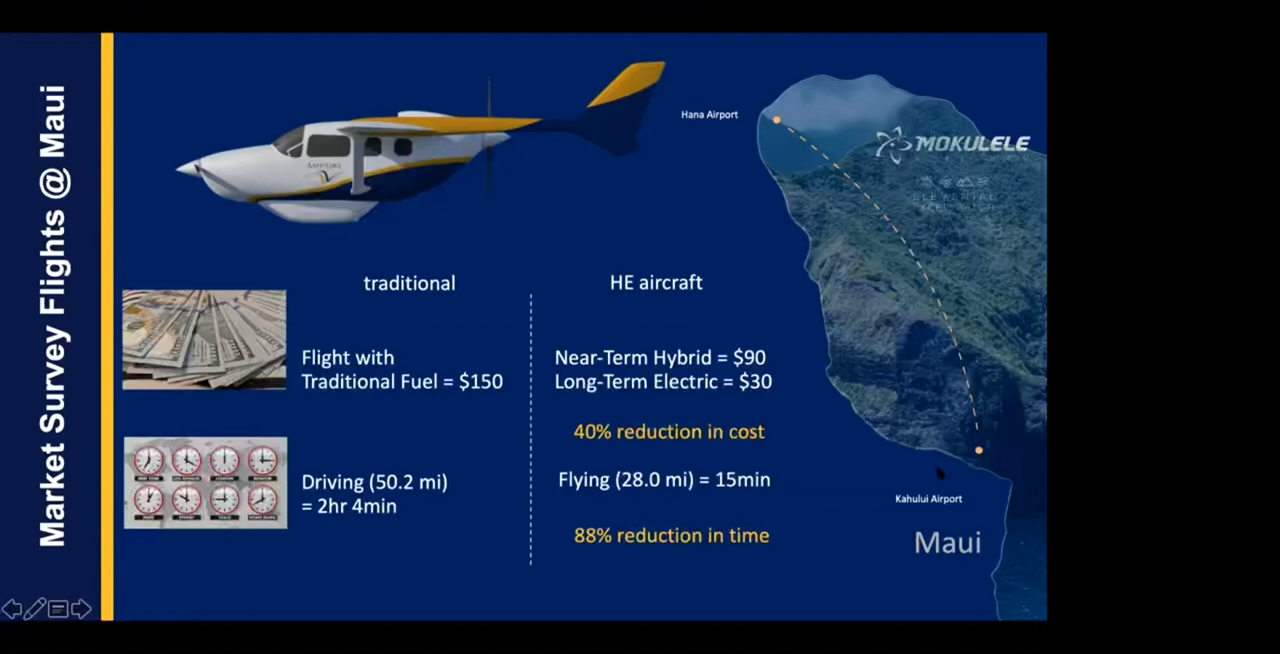 Market Survey Flights @ Maui
AMPAIRE
Hana Airport
MOKULELE
traditional
HE aircraft
Flight with
Traditional Fuel = $150
Near-Term Hybrid = $90
Long-Term Electric = $30
40% reduction in cost
Driving (50.2 mi)
= 2hr 4min
Flying (28.0 mi) = 15min
88% reduction in time
Kahului Airport
Maui